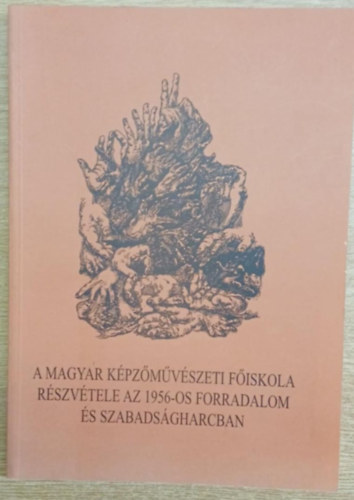 A MAGYAR KÉPZŐMŰVÉSZETI FŐISKOLA
RÉSZVÉTELE AZ 1956-OS FORRADALOM
ÉS SZABADSÁGHARCBAN